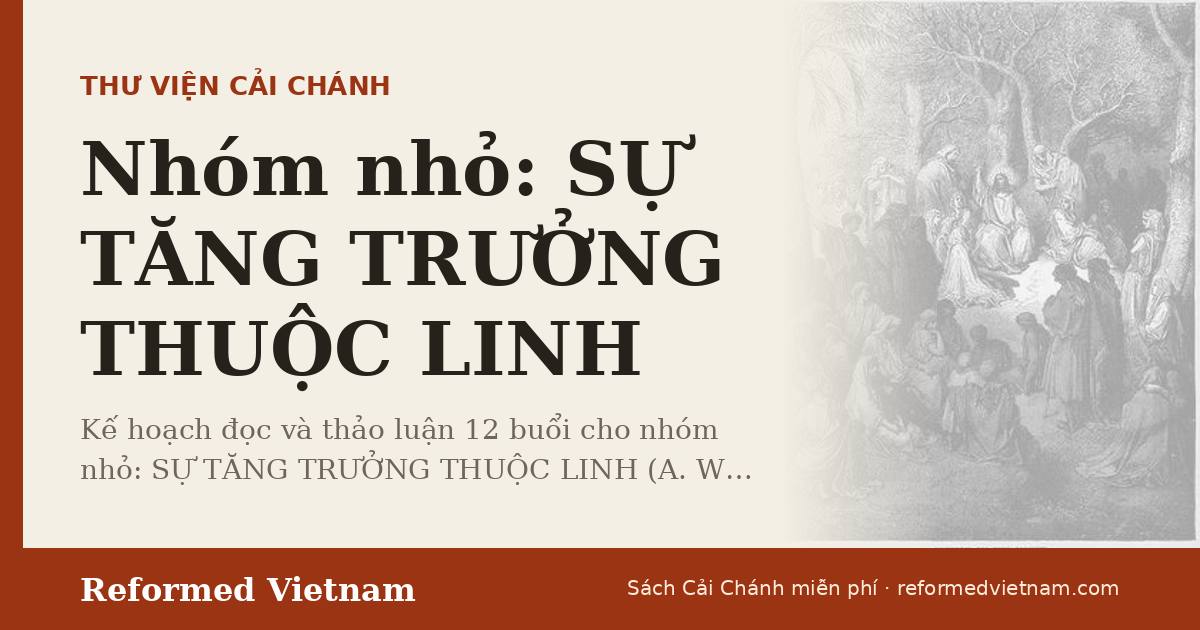 THƯ VIỆN CẢI CHÁNH
Nhóm nhỏ: SỰ
TĂNG TRƯỞNG
THUỘC LINH
Kế hoạch đọc và thảo luận 12 buổi cho nhóm
nhỏ: SỰ TĂNG TRƯỞNG THUỘC LINH (A. W…
Reformed Vietnam
Sách Cải Chánh miễn phí · reformedvietnam.com